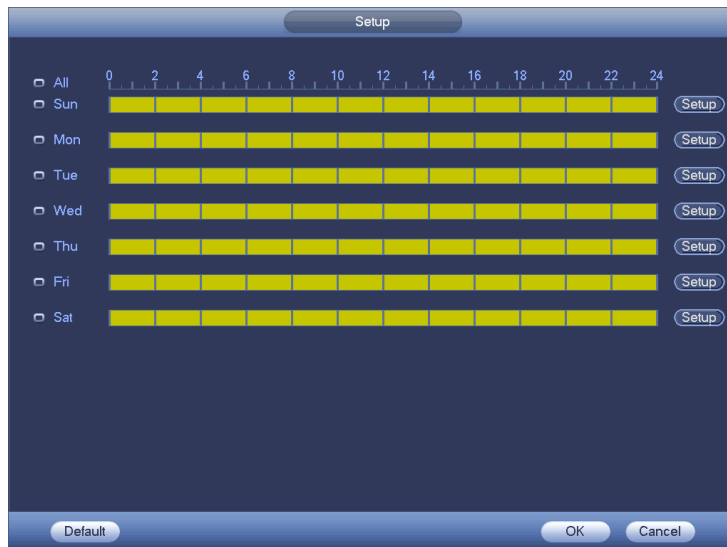 Setup
All 0 2 4 6 8 10 12 14 16 18 20 22 24
Sun Setup
Mon Setup
Tue Setup
Wed Setup
Thu Setup
Fri Setup
Sat Setup
Default OK Cancel